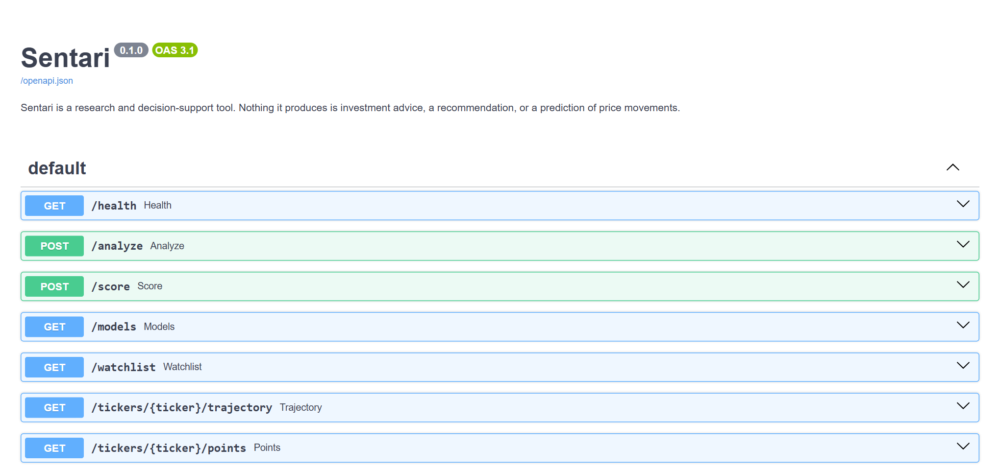 Sentari 0.1.0 OAS 3.1
/openapi.json
Sentari is a research and decision-support tool. Nothing it produces is investment advice, a recommendation, or a prediction of price movements.
default
GET /health Health
POST /analyze Analyze
POST /score Score
GET /models Models
GET /watchlist Watchlist
GET /tickers/{ticker}/trajectory Trajectory
GET /tickers/{ticker}/points Points